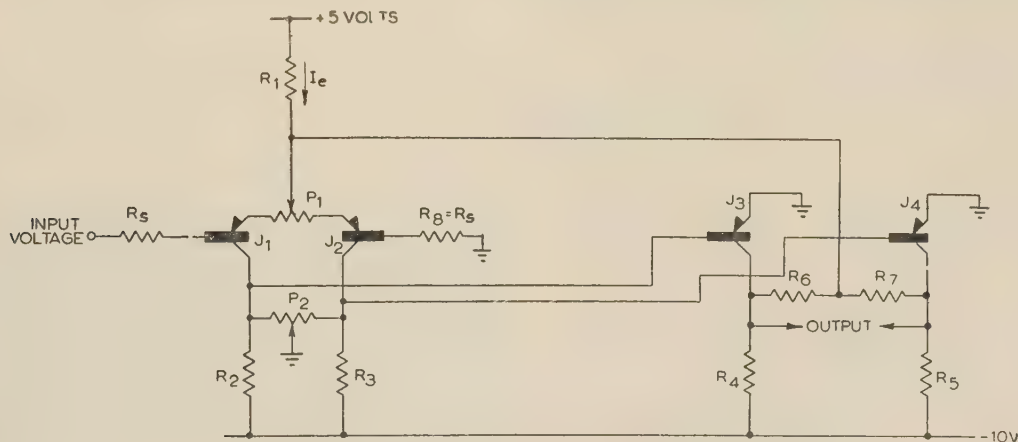 +5 VOLTS
R1
Ie
P1
INPUT
VOLTAGE
Rs
J1
J2
R8=Rs
J3
J4
P2
R6
R7
OUTPUT
R2
R3
R4
R5
-10V